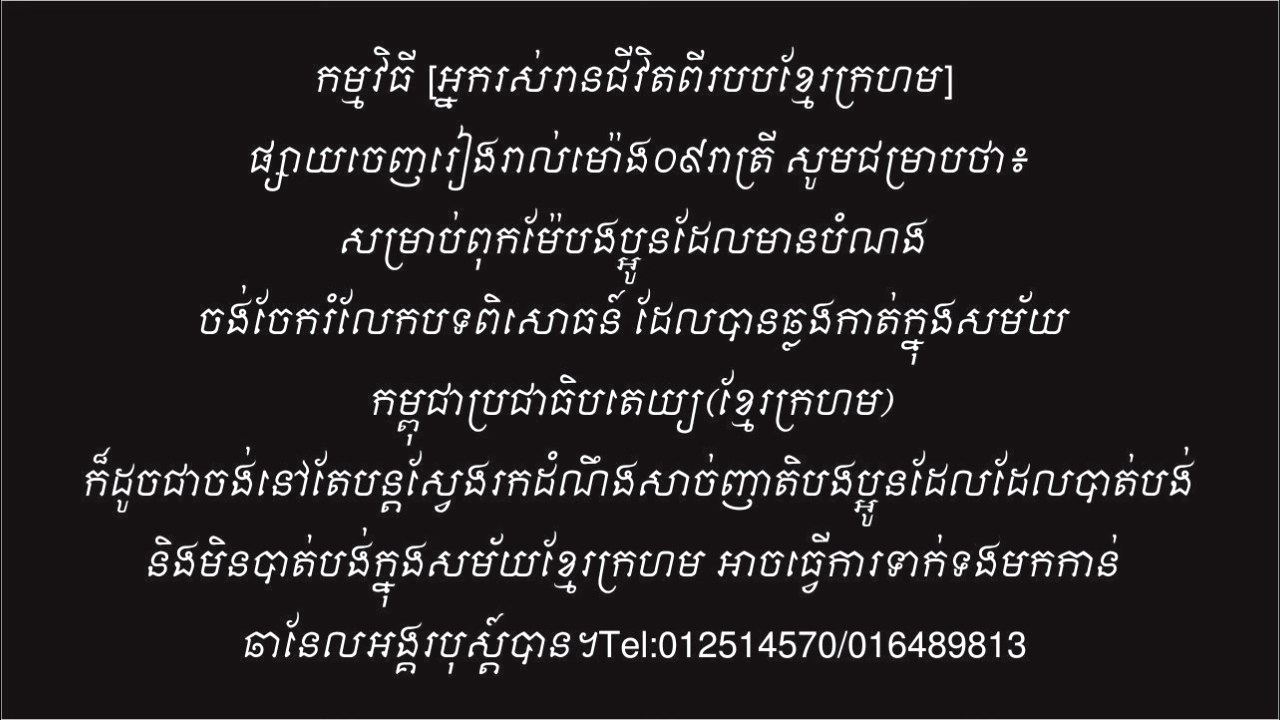 កម្មវិធី [អ្នករស់រានជីវិតពីរបបខ្មែរក្រហម]
ផ្សាយចេញរៀងរាល់ម៉ោង០៩រាត្រី សូមជម្រាបថា៖
សម្រាប់ពុកម៉ែបងប្អូនដែលមានបំណង
ចង់ចែករំលែកបទពិសោធន៍ ដែលបានឆ្លងកាត់ក្នុងសម័យ
កម្ពុជាប្រជាធិបតេយ្យ(ខ្មែរក្រហម)
ក៏ដូចជាចង់នៅតែបន្តស្វែងរកដំណឹងសាច់ញាតិបងប្អូនដែលដែលបាត់បង់
និងមិនបាត់បង់ក្នុងសម័យខ្មែរក្រហម អាចធ្វើការទាក់ទងមកកាន់
ឆានែលអង្គរបុស្ត៍បាន។Tel:012514570/016489813